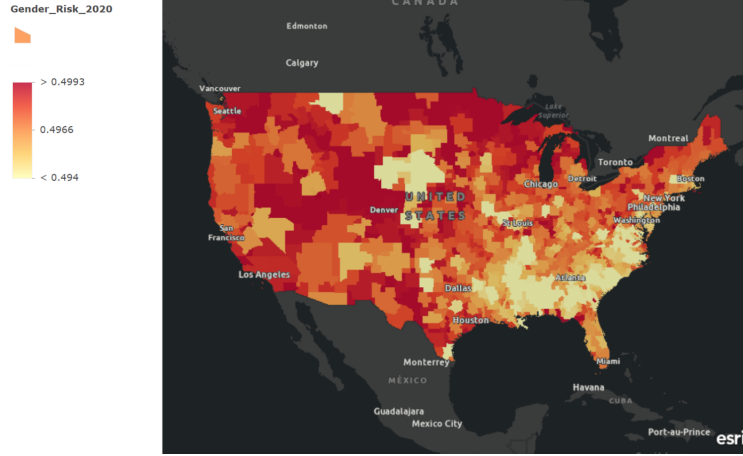 Gender_Risk_2020
> 0.4993
0.4966
< 0.494
CANADA
Edmonton
Calgary
Vancouver
Seattle
Lake
Superior
Montreal
Toronto
Boston
Detroit
Chicago
New York
Philadelphia
UNITED
STATES
Denver
St Louis
Washington
San
Francisco
Los Angeles
Atlanta
Dallas
Houston
Monterrey
Miami
MÉXICO
Havana
CUBA
Guadalajara
Mexico City
Port-au-Prince
esri